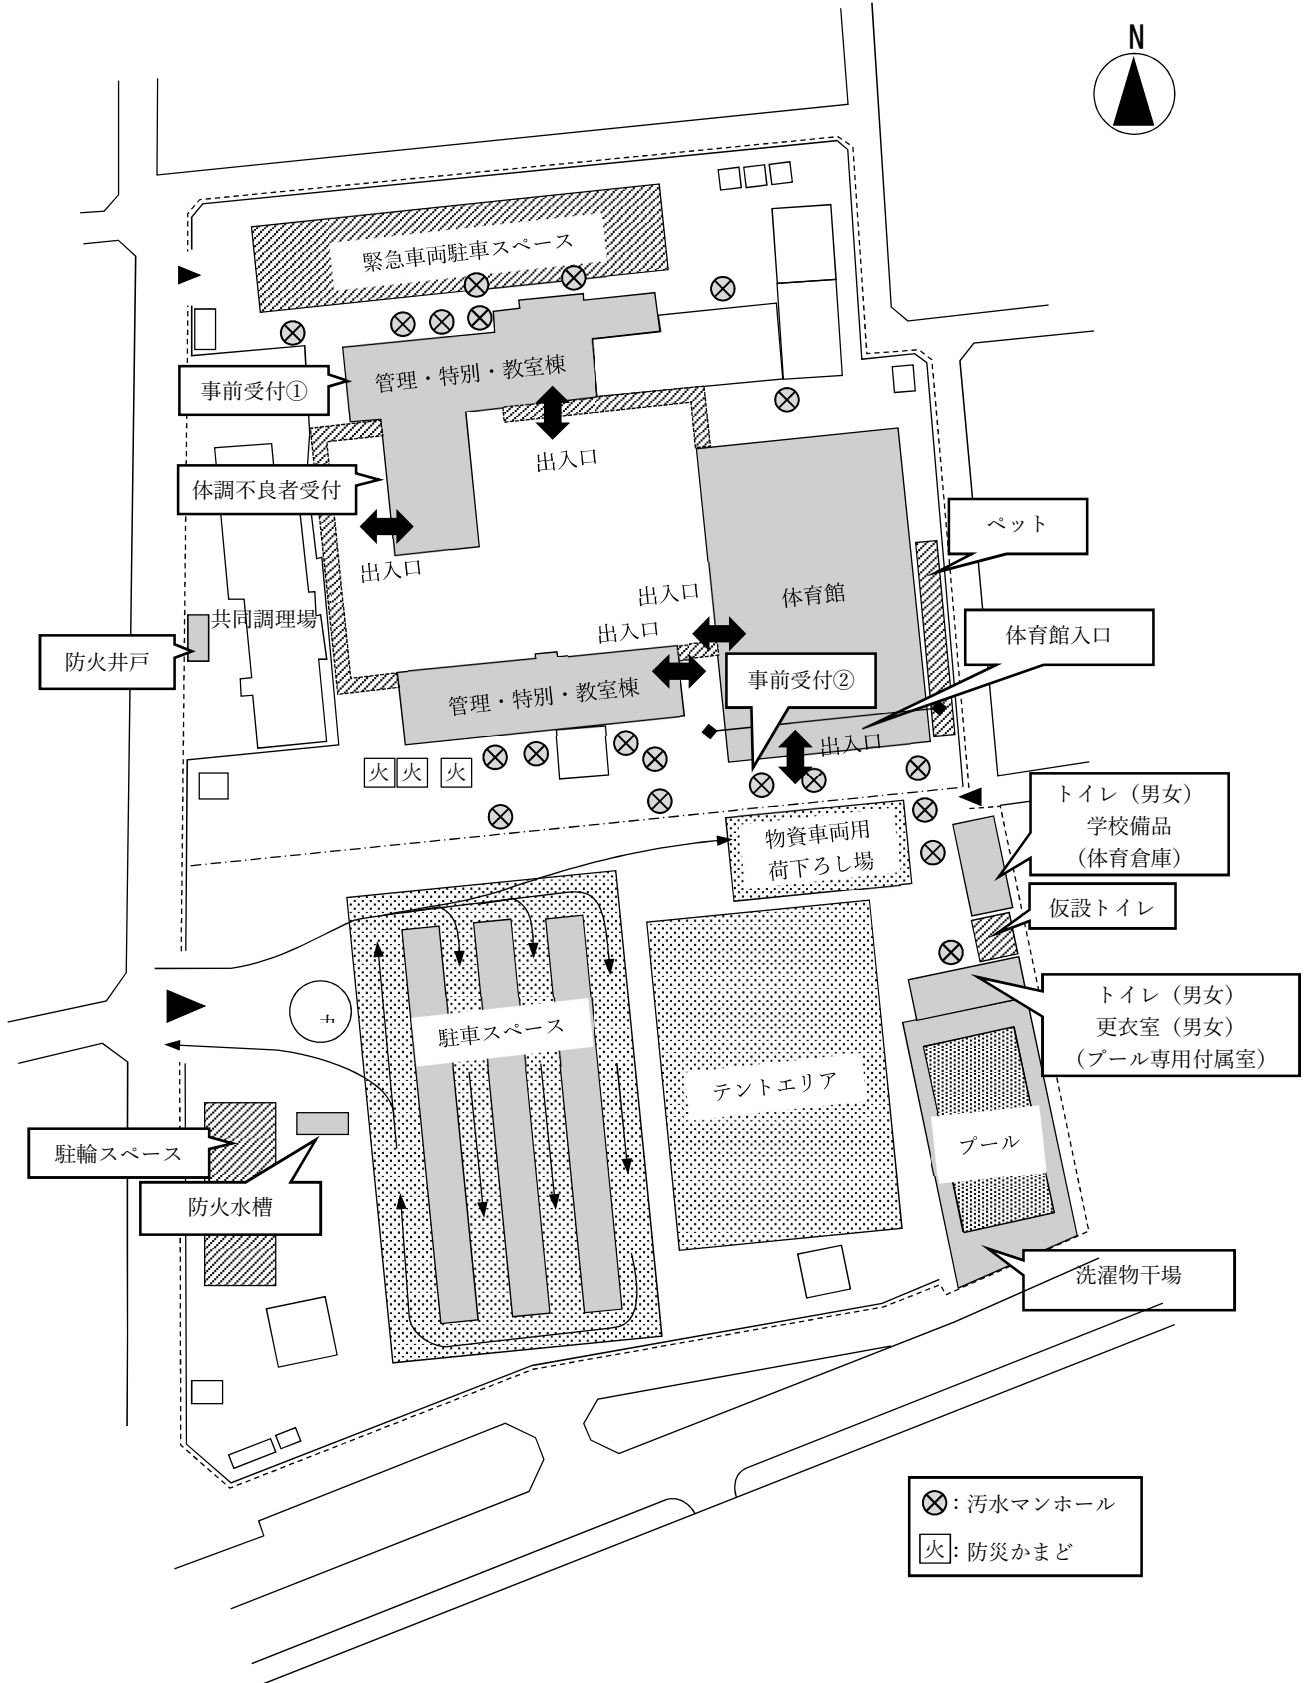 N
緊急車両駐車スペース
管理・特別・教室棟
事前受付①
出入口
体調不良者受付
出入口
ペット
体育館
出入口
共同調理場
出入口
体育館入口
防火井戸
事前受付②
管理・特別・教室棟
出入口
火
火
火
トイレ（男女）
学校備品
（体育倉庫）
物資車両用
荷下ろし場
仮設トイレ
トイレ（男女）
更衣室（男女）
（プール専用付属室）
駐車スペース
テントエリア
プール
駐輪スペース
防火水槽
洗濯物干場
：汚水マンホール
火：防災かまど